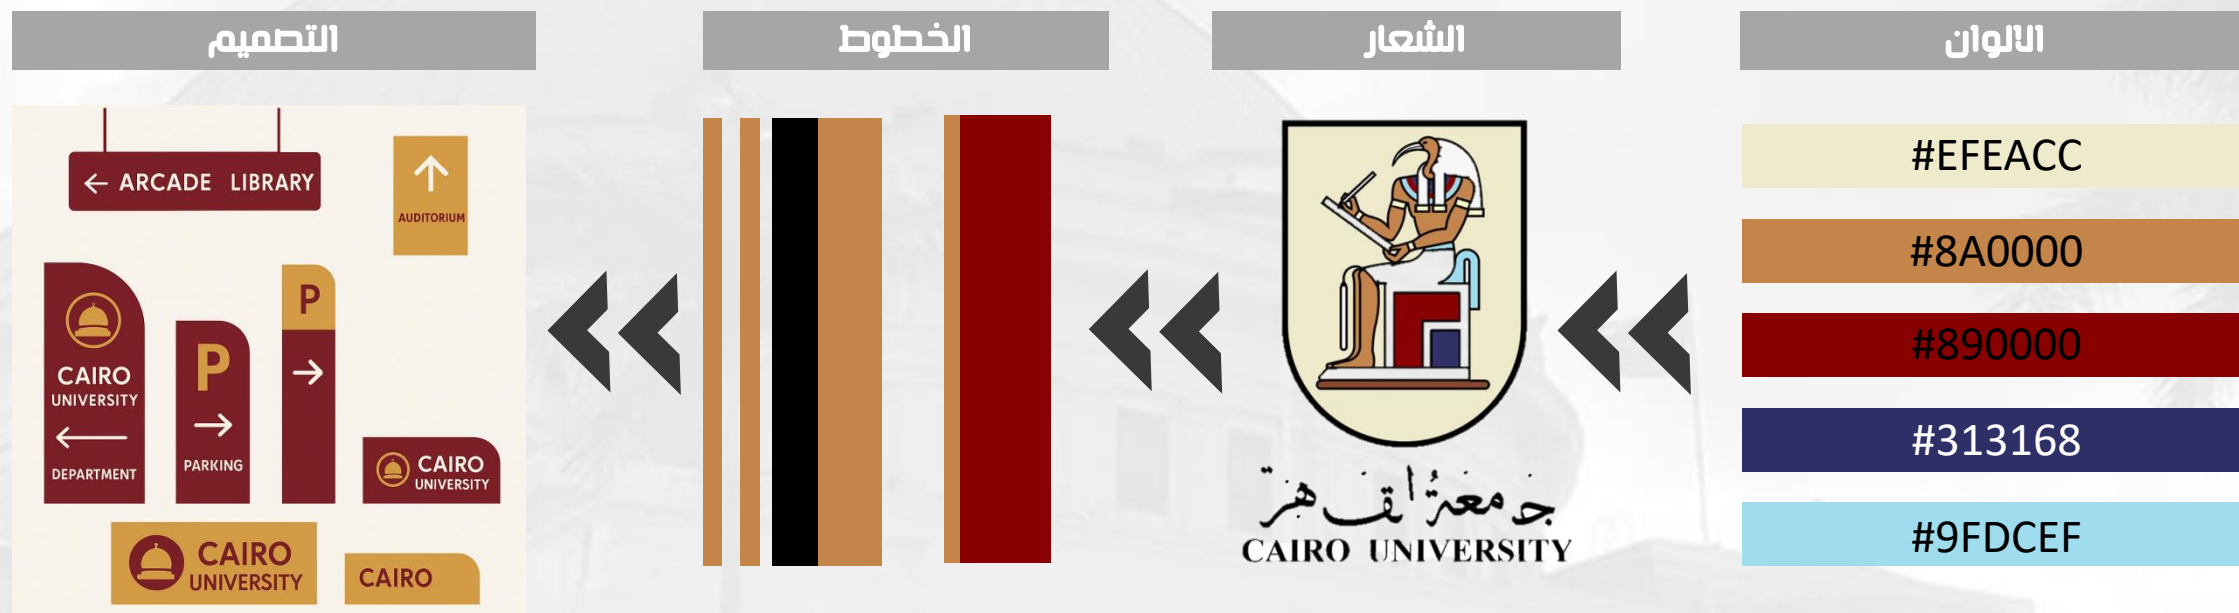 الألوان
#EFEACC
#8A0000
#890000
#313168
#9FDCEF
الشعار
جامعة القاهرة
CAIRO UNIVERSITY
الخطوط
التصميم
← ARCADE LIBRARY
↑
AUDITORIUM
CAIRO
UNIVERSITY
←
DEPARTMENT
P
→
PARKING
P
→
CAIRO
UNIVERSITY
CAIRO
UNIVERSITY
CAIRO